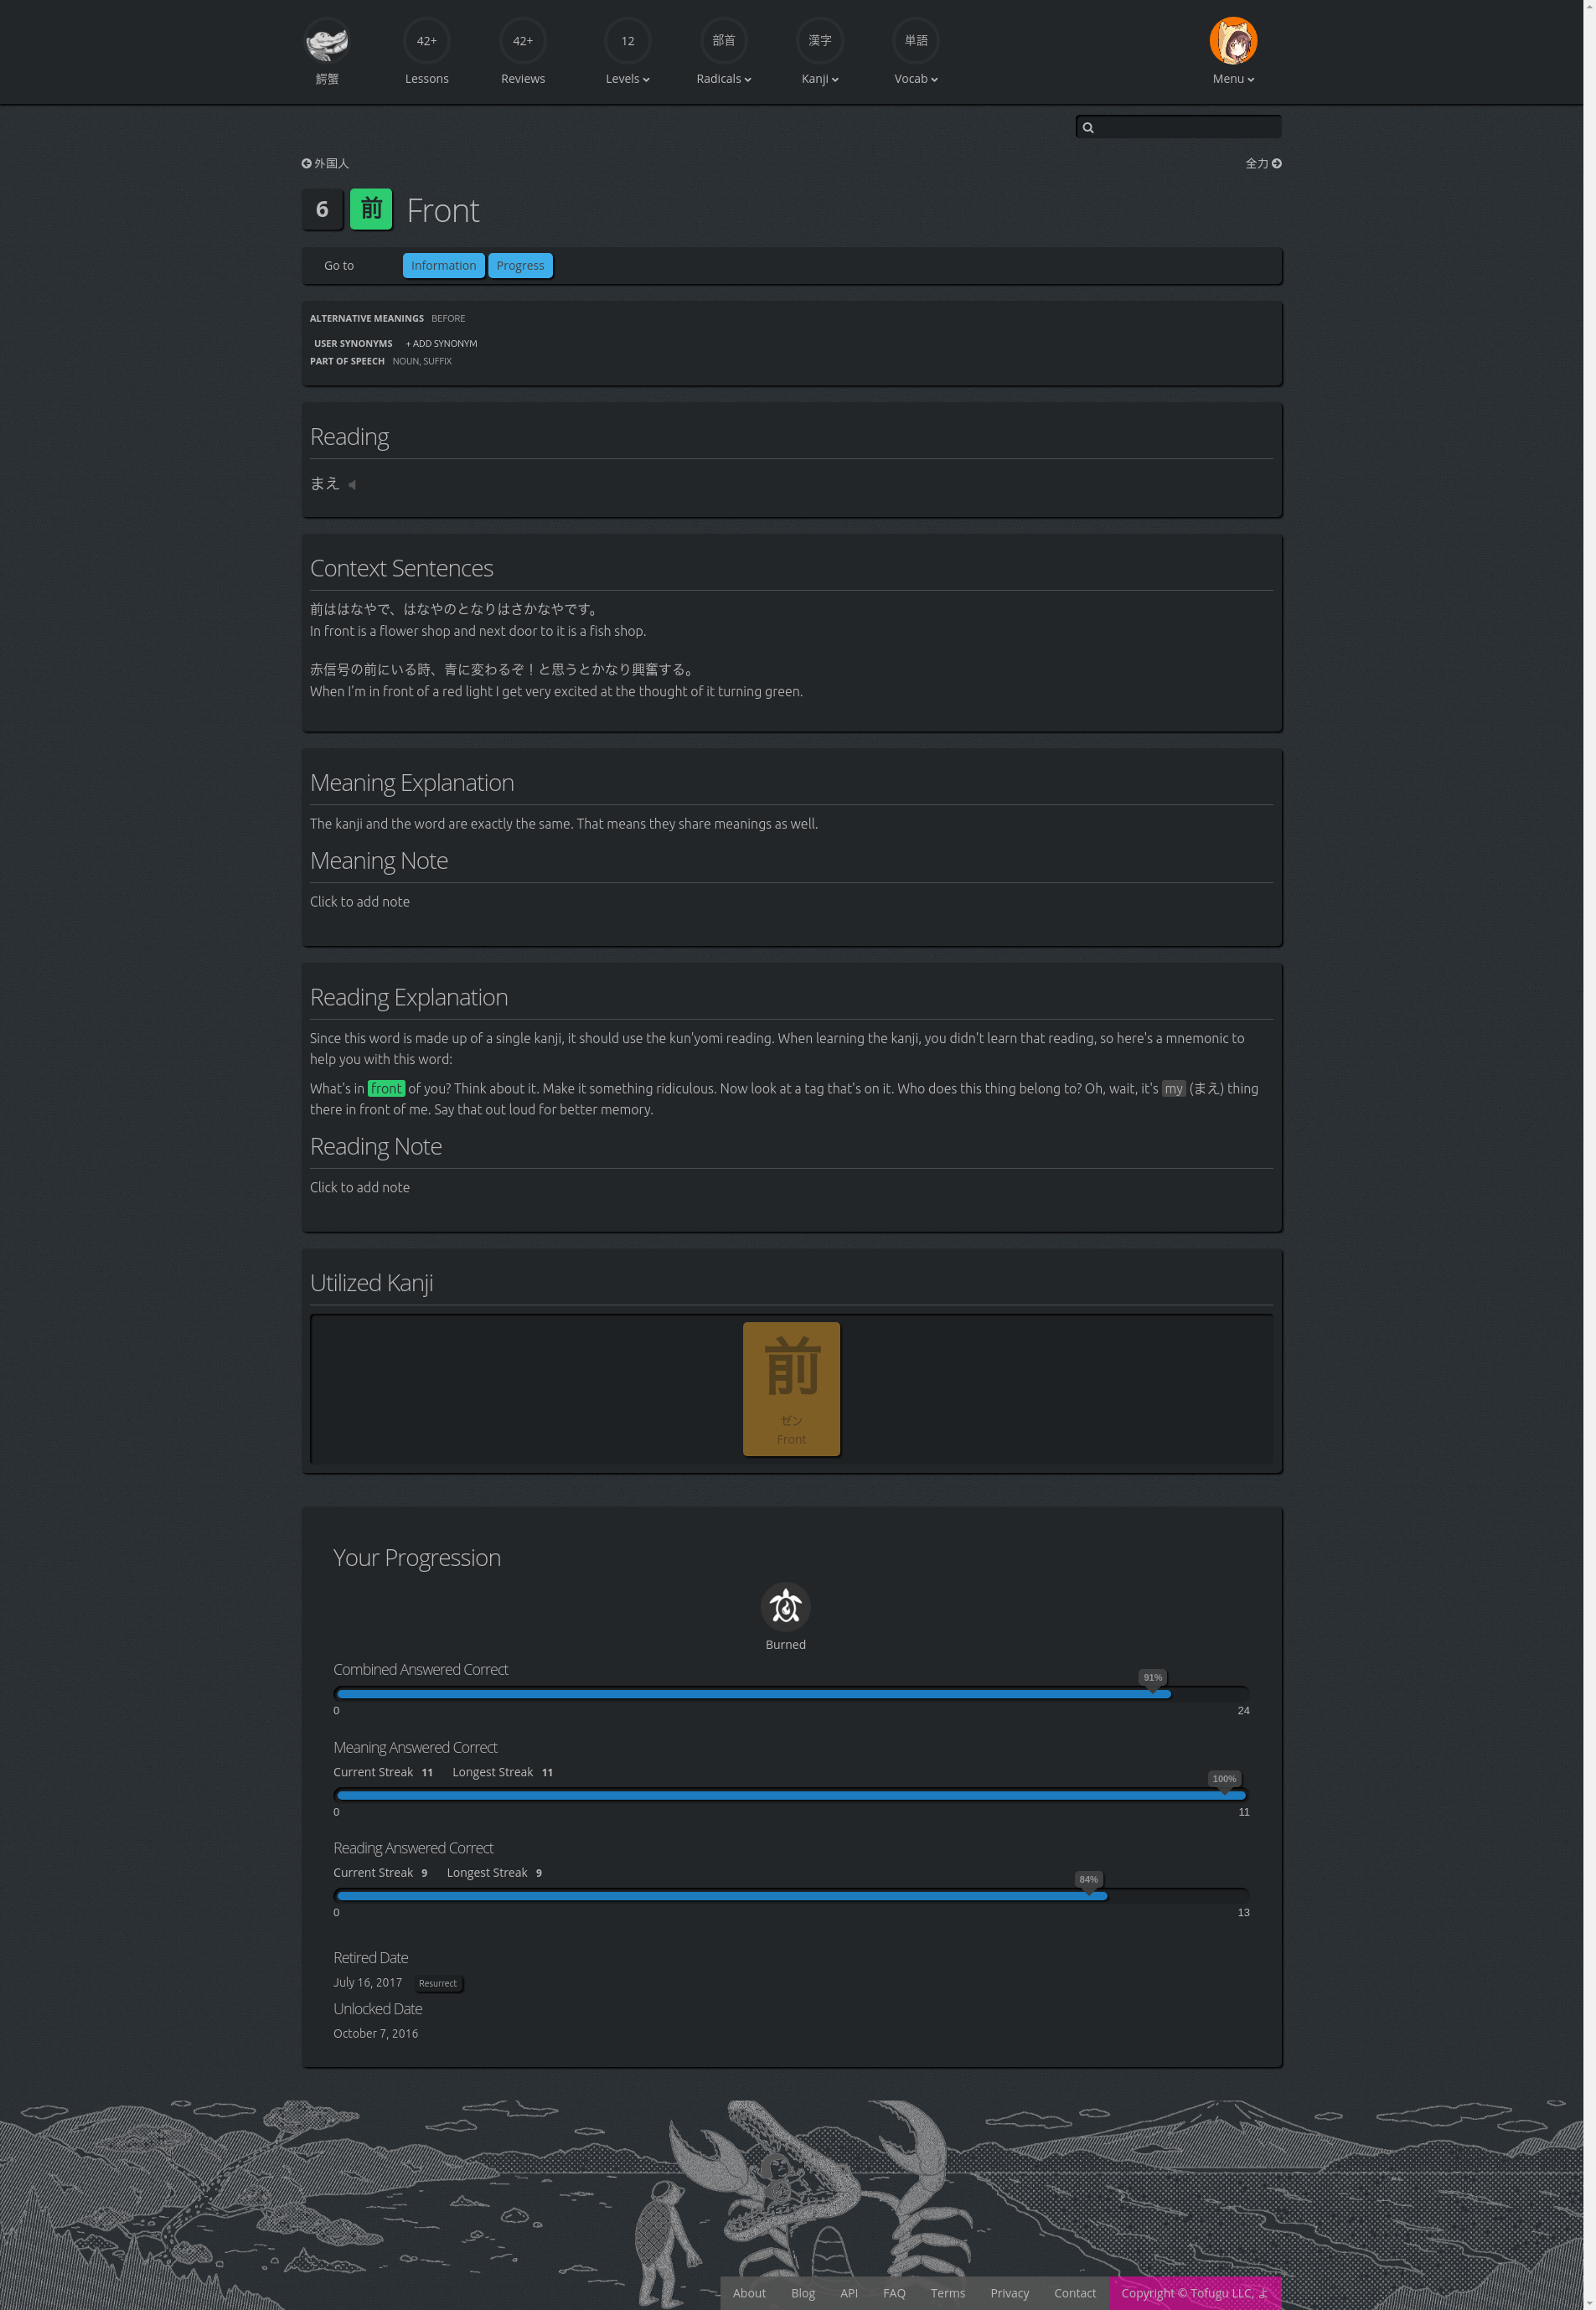 42+ 42+ 12 部首 漢字 単語
鰐蟹 Lessons Reviews Levels Radicals Kanji Vocab Menu
外国人 全力
6 前 Front
Go to Information Progress
ALTERNATIVE MEANINGS BEFORE
USER SYNONYMS + ADD SYNONYM
PART OF SPEECH NOUN, SUFFIX
Reading
まえ
Context Sentences
前ははなやで、はなやのとなりはさかなやです。
In front is a flower shop and next door to it is a fish shop.
赤信号の前にいる時、青に変わるぞ！と思うとかなり興奮する。
When I'm in front of a red light I get very excited at the thought of it turning green.
Meaning Explanation
The kanji and the word are exactly the same. That means they share meanings as well.
Meaning Note
Click to add note
Reading Explanation
Since this word is made up of a single kanji, it should use the kun'yomi reading. When learning the kanji, you didn't learn that reading, so here's a mnemonic to
help you with this word:
What's in front of you? Think about it. Make it something ridiculous. Now look at a tag that's on it. Who does this thing belong to? Oh, wait, it's my (まえ) thing
there in front of me. Say that out loud for better memory.
Reading Note
Click to add note
Utilized Kanji
前
ゼン
Front
Your Progression
Burned
Combined Answered Correct
91%
0 24
Meaning Answered Correct
Current Streak 11 Longest Streak 11
100%
0 11
Reading Answered Correct
Current Streak 9 Longest Streak 9
84%
0 13
Retired Date
July 16, 2017 Resurrect
Unlocked Date
October 7, 2016
About Blog API FAQ Terms Privacy Contact Copyright © Tofugu LLC, よ